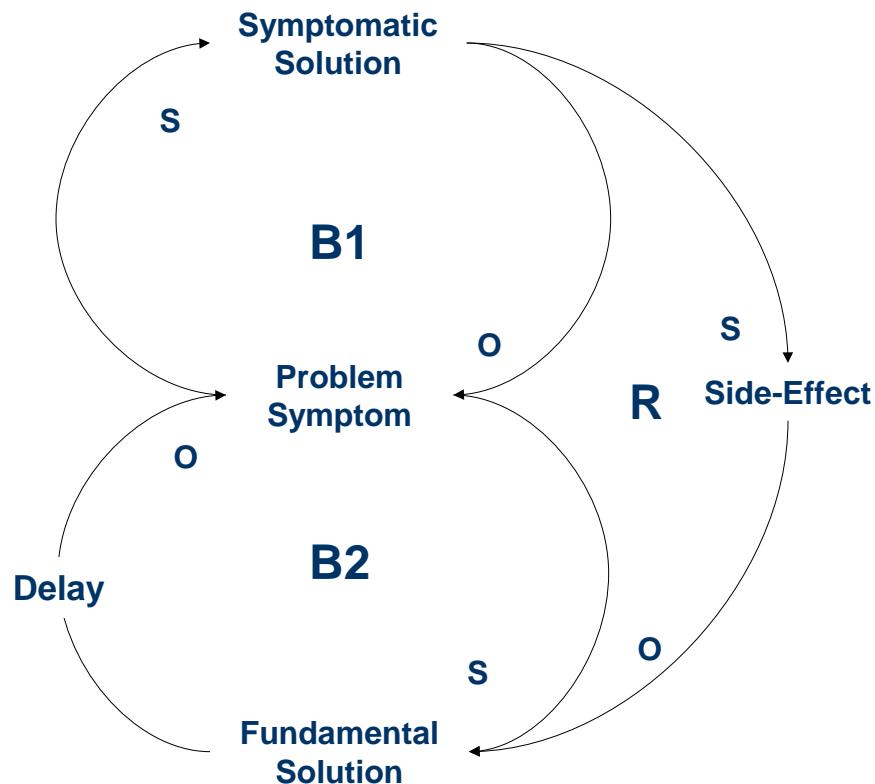 Symptomatic
Solution
S
B1
S
O
Problem
Symptom
R
Side-Effect
O
B2
Delay
O
S
Fundamental
Solution